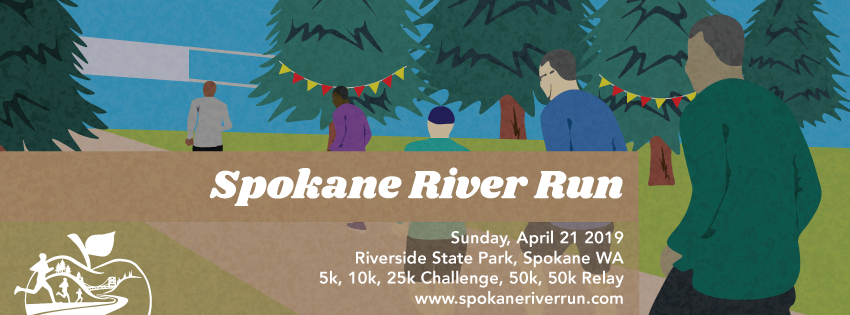 Spokane River Run
Sunday, April 21 2019
Riverside State Park, Spokane WA
5k, 10k, 25k Challenge, 50k, 50k Relay
www.spokaneriverrun.com